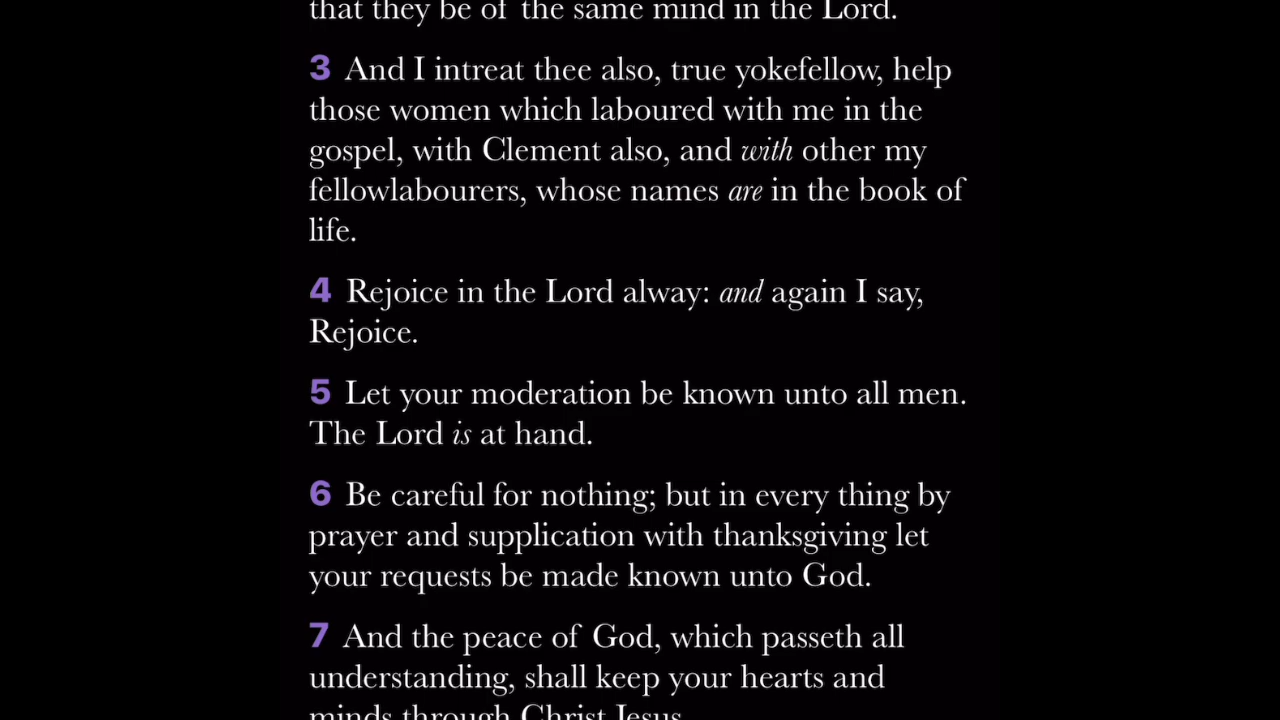 that they be of the same mind in the Lord.
3 And I intreat thee also, true yokefellow, help
those women which laboured with me in the
gospel, with Clement also, and with other my
fellowlabourers, whose names are in the book of
life.
4 Rejoice in the Lord alway: and again I say,
Rejoice.
5 Let your moderation be known unto all men.
The Lord is at hand.
6 Be careful for nothing; but in every thing by
prayer and supplication with thanksgiving let
your requests be made known unto God.
7 And the peace of God, which passeth all
understanding, shall keep your hearts and
minds through Christ Jesus.